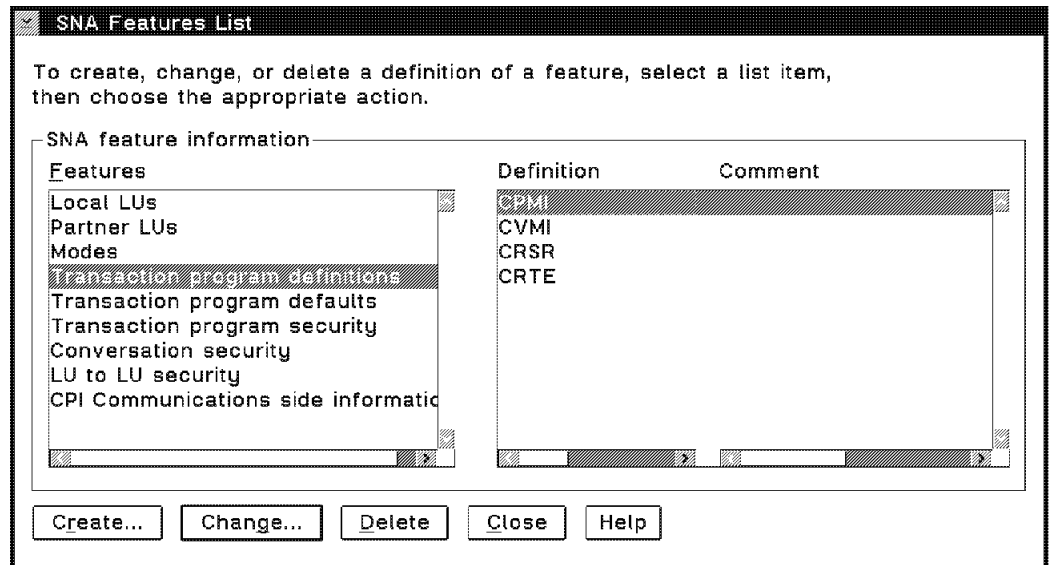 SNA Features List
To create, change, or delete a definition of a feature, select a list item,
then choose the appropriate action.
SNA feature information
Features
Local LUs
Partner LUs
Modes
Transaction program definitions
Transaction program defaults
Transaction program security
Conversation security
LU to LU security
CPI Communications side informatic
Definition Comment
CPMI
CVMI
CRSR
CRTE
Create... Change... Delete Close Help